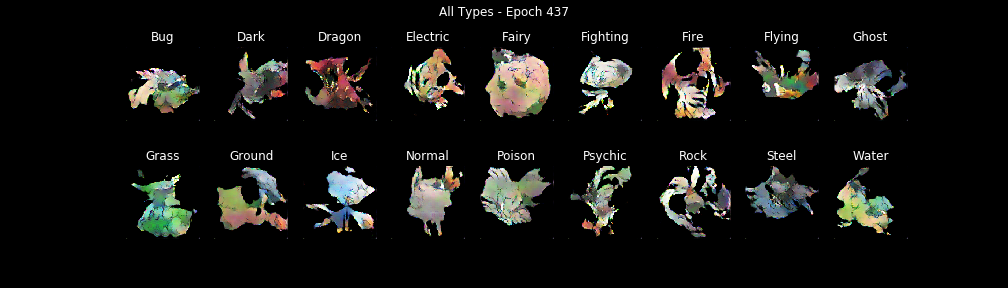 All Types - Epoch 437
Bug Dark Dragon Electric Fairy Fighting Fire Flying Ghost
Grass Ground Ice Normal Poison Psychic Rock Steel Water